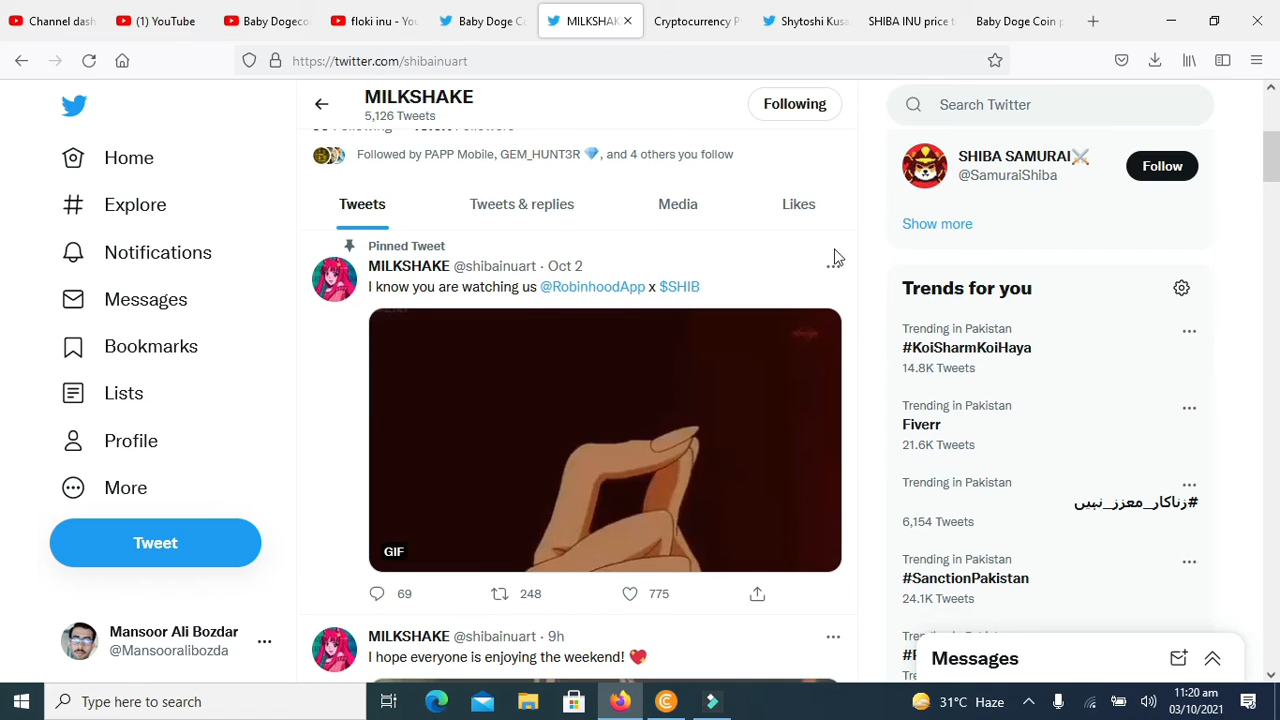 Channel dash
(1) YouTube
Baby Dogeco
floki inu - You
Baby Doge Co
MILKSHAK
Cryptocurrency P
Shytoshi Kusa
SHIBA INU price t
Baby Doge Coin p
https://twitter.com/shibainuart
MILKSHAKE
5,126 Tweets
Following
Search Twitter
Followed by PAPP Mobile, GEM_HUNT3R 💎, and 4 others you follow
Tweets
Tweets & replies
Media
Likes
Pinned Tweet
MILKSHAKE @shibainuart · Oct 2
I know you are watching us @RobinhoodApp x $SHIB
GIF
69
248
775
MILKSHAKE @shibainuart · 9h
I hope everyone is enjoying the weekend! 💖
Home
Explore
Notifications
Messages
Bookmarks
Lists
Profile
More
Tweet
Mansoor Ali Bozdar
@Mansooralibozda
SHIBA SAMURAI⚔️
@SamuraiShiba
Follow
Show more
Trends for you
Trending in Pakistan
#KoiSharmKoiHaya
14.8K Tweets
Trending in Pakistan
Fiverr
21.6K Tweets
Trending in Pakistan
#زناکار_معزز_نہیں
6,154 Tweets
Trending in Pakistan
#SanctionPakistan
24.1K Tweets
Messages
Type here to search
31°C Haze
11:20 am
03/10/2021